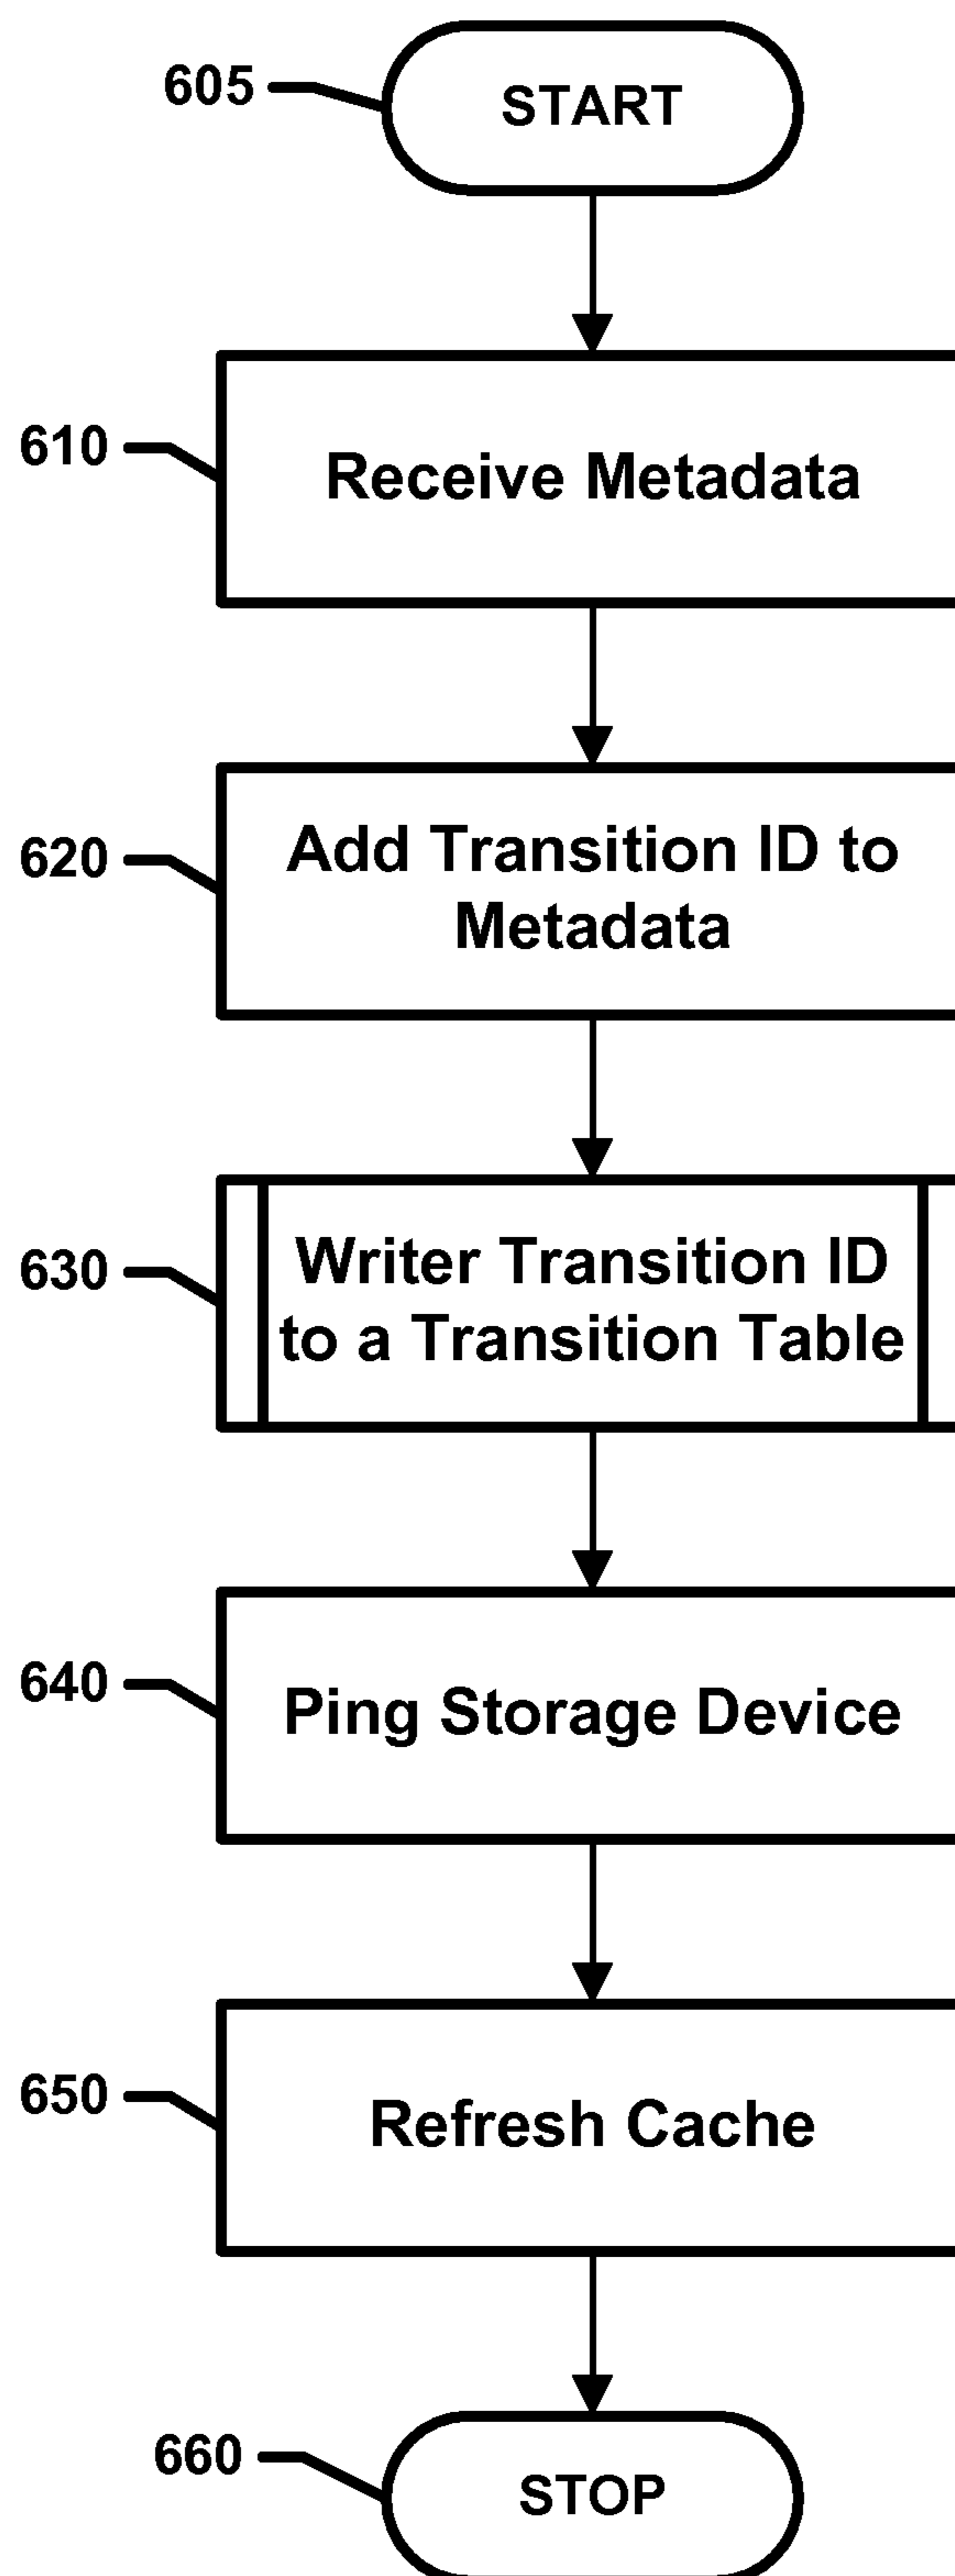 605
START
610
Receive Metadata
620
Add Transition ID to
Metadata
630
Writer Transition ID
to a Transition Table
640
Ping Storage Device
650
Refresh Cache
660
STOP